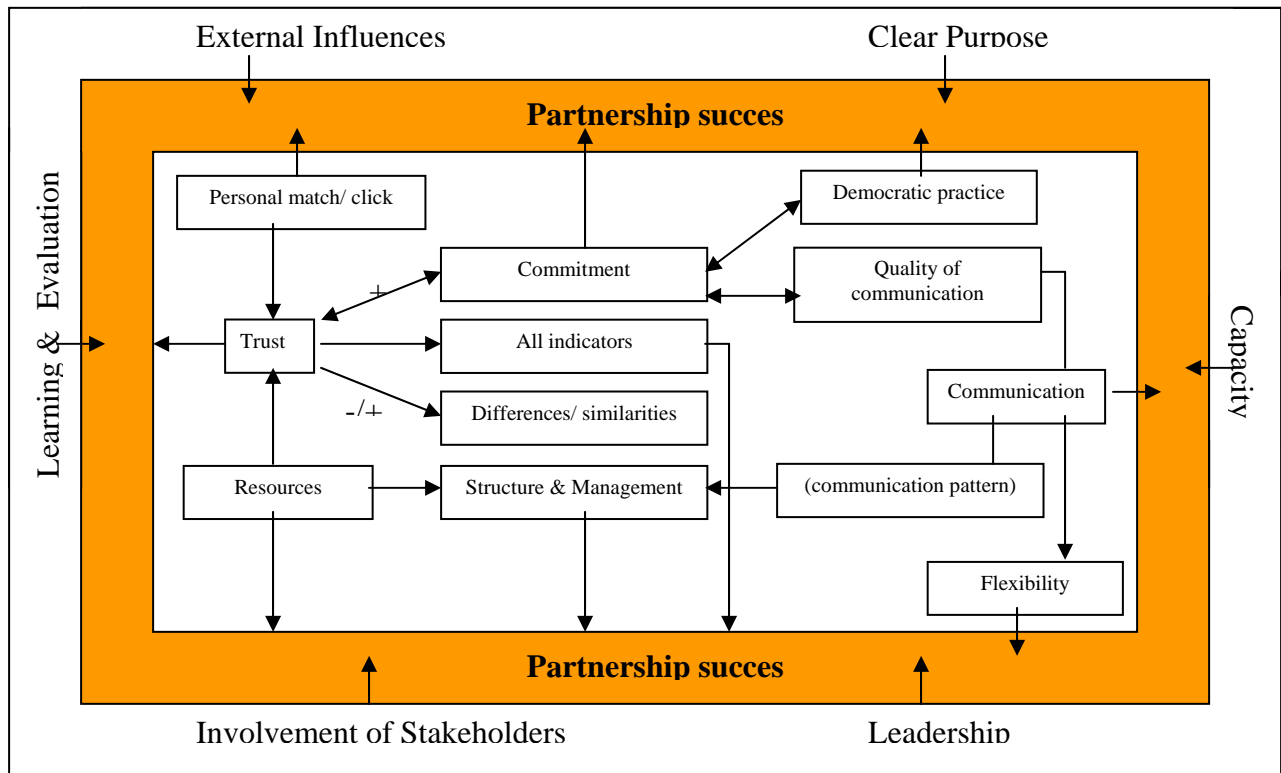 External Influences
Clear Purpose
Partnership succes
Personal match/ click
Democratic practice
Learning & Evaluation
Commitment
Quality of
communication
+
Trust
All indicators
Capacity
Communication
-/+
Differences/ similarities
Resources
Structure & Management
(communication pattern)
Flexibility
Partnership succes
Involvement of Stakeholders
Leadership